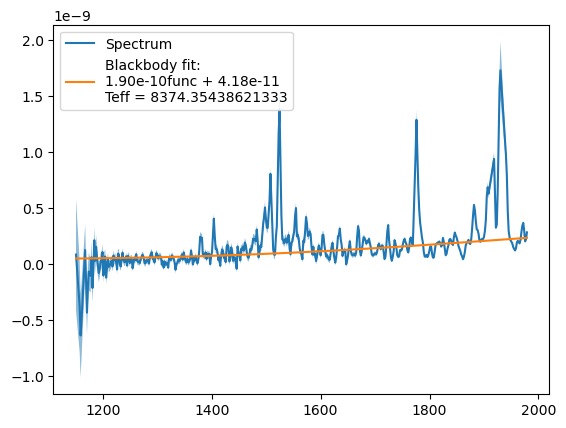 1e−9
2.0
1.5
1.0
0.5
0.0
−0.5
−1.0
Spectrum
Blackbody fit:
1.90e-10func + 4.18e-11
Teff = 8374.35438621333
1200
1400
1600
1800
2000